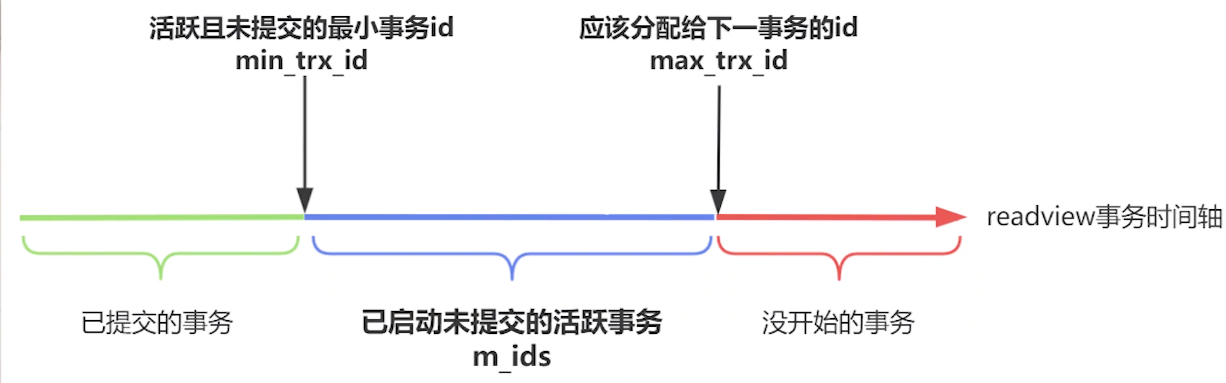 活跃且未提交的最小事务id
min_trx_id
应该分配给下一事务的id
max_trx_id
readview事务时间轴
已提交的事务
已启动未提交的活跃事务
m_ids
没开始的事务